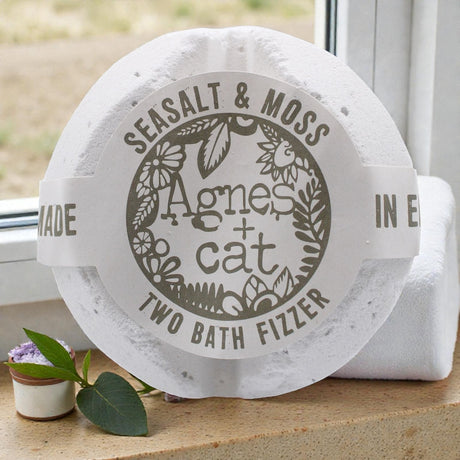 SEASALT & MOSS
Agnes
+
cat
MADE
IN E
TWO BATH FIZZER